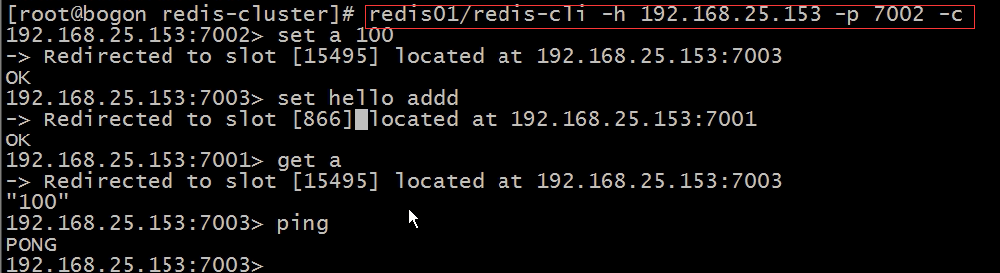 [root@bogon redis-cluster]# redis01/redis-cli -h 192.168.25.153 -p 7002 -c
192.168.25.153:7002> set a 100
-> Redirected to slot [15495] located at 192.168.25.153:7003
OK
192.168.25.153:7003> set hello addd
-> Redirected to slot [866] located at 192.168.25.153:7001
OK
192.168.25.153:7001> get a
-> Redirected to slot [15495] located at 192.168.25.153:7003
"100"
192.168.25.153:7003> ping
PONG
192.168.25.153:7003>